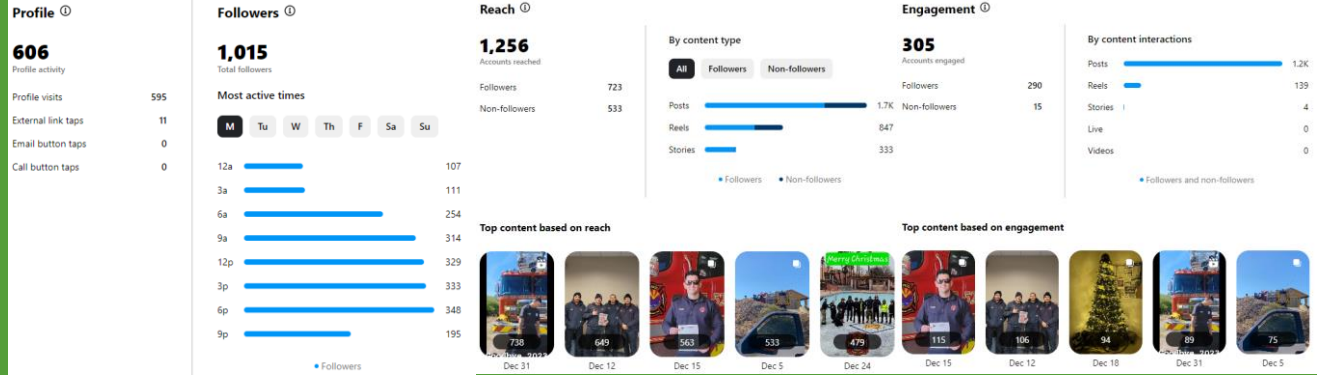 Profile ⓘ
606
Profile activity
Profile visits 595
External link taps 11
Email button taps 0
Call button taps 0
Followers ⓘ
1,015
Total followers
Most active times
M Tu W Th F Sa Su
12a 107
3a 111
6a 254
9a 314
12p 329
3p 333
6p 348
9p 195
Followers
Reach ⓘ
1,256
Accounts reached
Followers 723
Non-followers 533
By content type
All Followers Non-followers
Posts 1.7K
Reels 847
Stories 333
Followers Non-followers
Top content based on reach
Merry Christmas
738 649 563 533 479
Dec 31 Dec 12 Dec 15 Dec 5 Dec 24
Engagement ⓘ
305
Accounts engaged
Followers 290
Non-followers 15
By content interactions
Posts 1.2K
Reels 139
Stories 4
Live 0
Videos 0
Followers and non-followers
Top content based on engagement
115 106 94 89 75
Dec 15 Dec 12 Dec 18 Dec 31 Dec 5